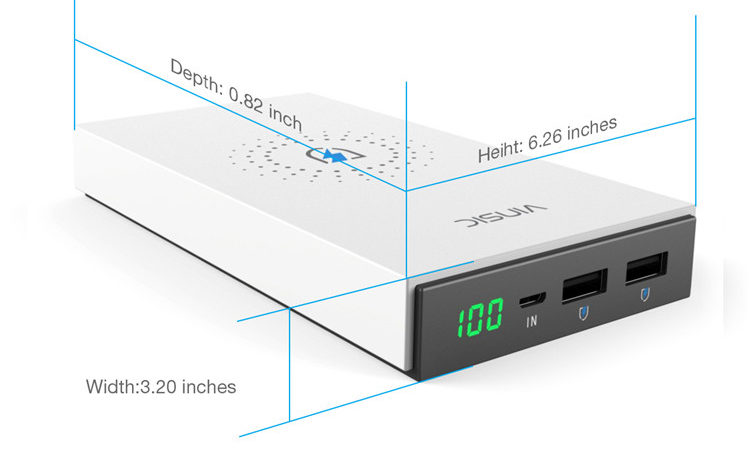 Depth: 0.82 inch
Heiht: 6.26 inches
VINSIC
100
IN
Width:3.20 inches